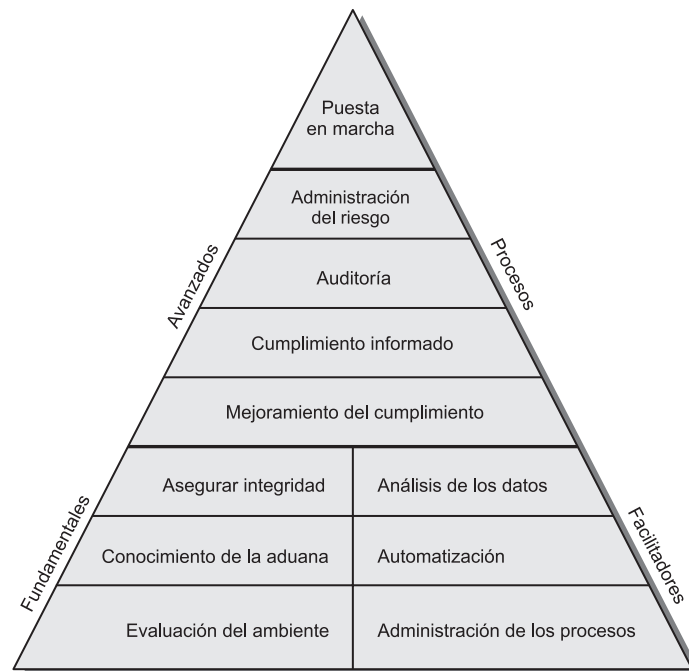 Puesta
en marcha
Administración
del riesgo
Avanzados
Procesos
Auditoría
Cumplimiento informado
Mejoramiento del cumplimiento
Fundamentales
Facilitadores
Asegurar integridad
Análisis de los datos
Conocimiento de la aduana
Automatización
Evaluación del ambiente
Administración de los procesos